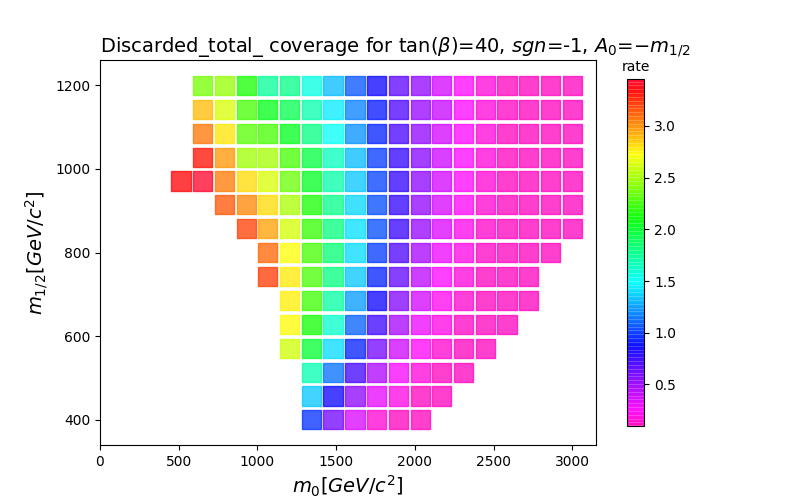 Discarded_total_ coverage for tan(β)=40, sgn=-1, A₀=−m₁/₂
rate
1200
1000
800
600
400
3.0
2.5
2.0
1.5
1.0
0.5
m₁/₂[GeV/c²]
0 500 1000 1500 2000 2500 3000
m₀[GeV/c²]